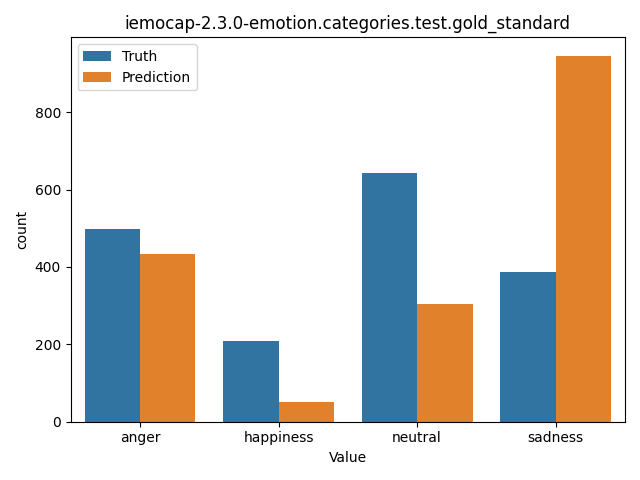 iemocap-2.3.0-emotion.categories.test.gold_standard
Truth
Prediction
count
800
600
400
200
0
anger happiness neutral sadness
Value